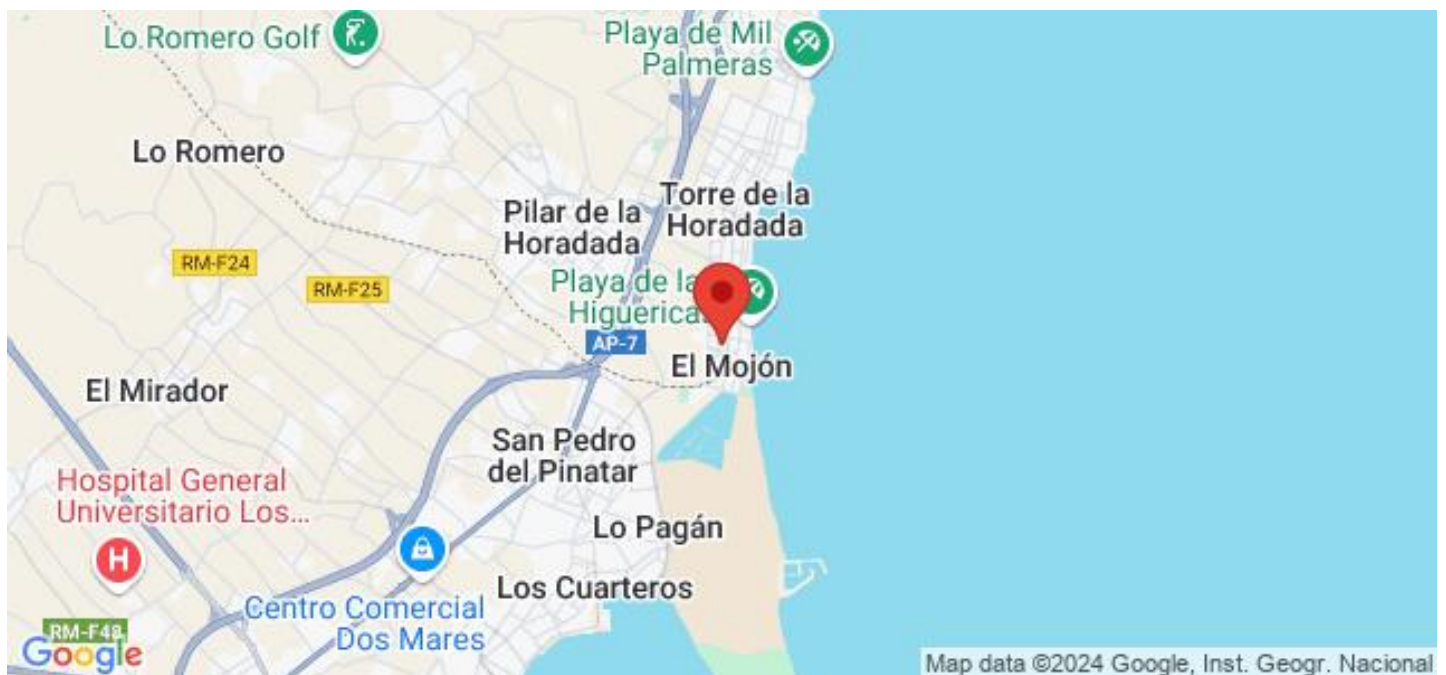 Lo Romero Golf
Playa de Mil
Palmeras
Lo Romero
Torre de la
Horadada
Pilar de la
Horadada
RM-F24
RM-F25
Playa de la
Higuerica
AP-7
El Mojón
El Mirador
San Pedro
del Pinatar
Hospital General
Universitario Los...
Lo Pagán
Los Cuarteros
Centro Comercial
Dos Mares
RM-F48
Google
Map data ©2024 Google, Inst. Geogr. Nacional